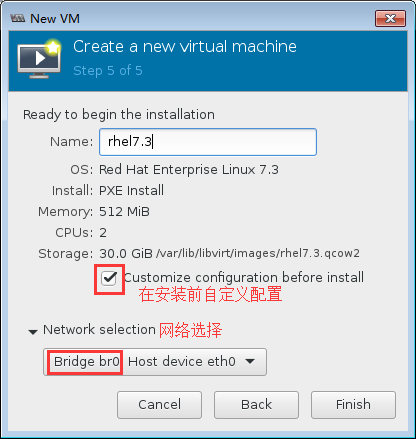 New VM
Create a new virtual machine
Step 5 of 5
Ready to begin the installation
Name: rhel7.3
OS: Red Hat Enterprise Linux 7.3
Install: PXE Install
Memory: 512 MiB
CPUs: 2
Storage: 30.0 GiB /var/lib/libvirt/images/rhel7.3.qcow2
Customize configuration before install
在安装前自定义配置
Network selection 网络选择
Bridge br0 Host device eth0
Cancel Back Finish